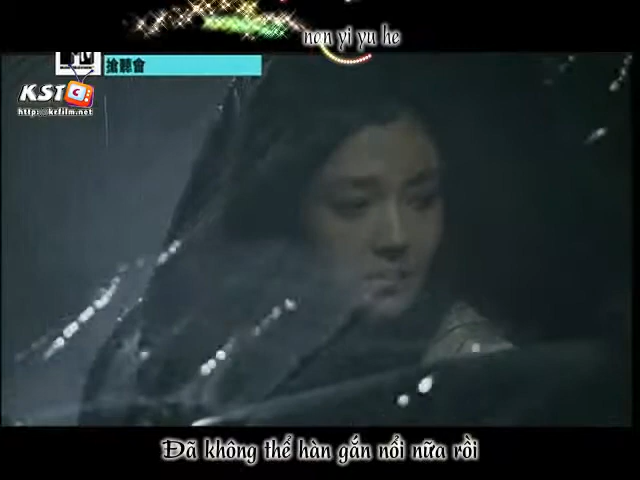 non yi yu he
搶聽會
KST
http://krfilm.net
Đã không thể hàn gắn nổi nữa rồi